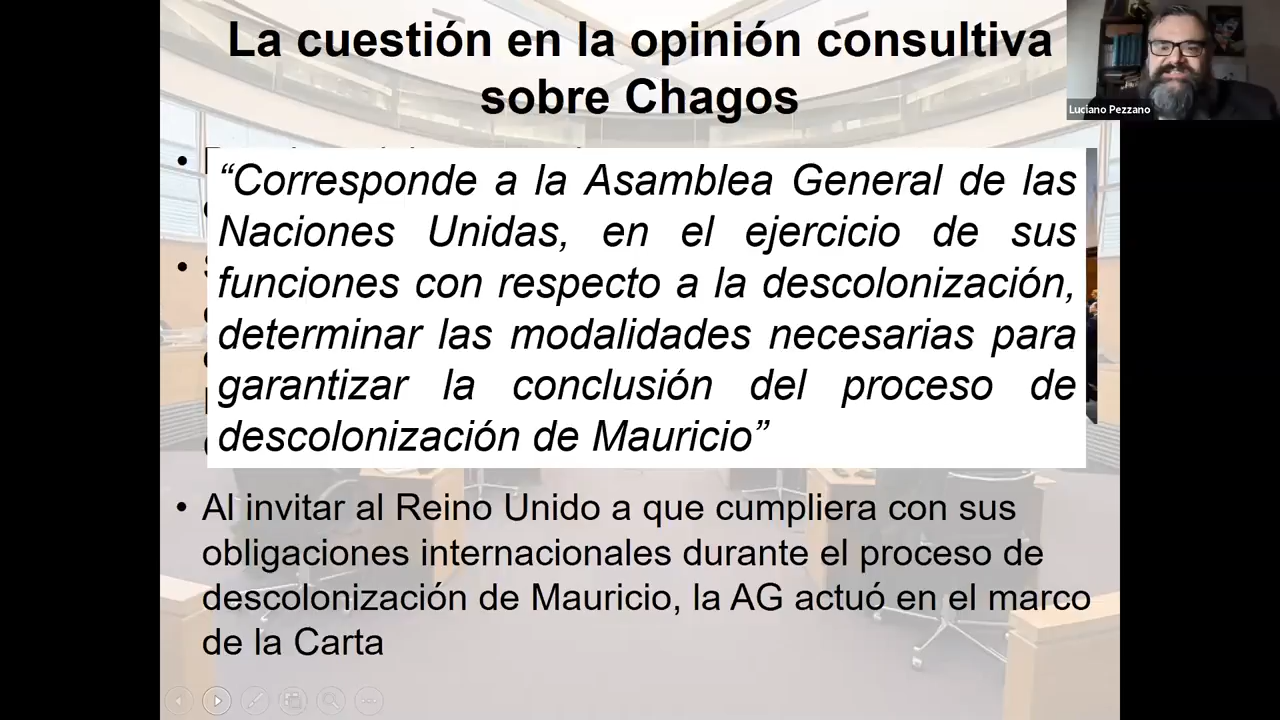 La cuestión en la opinión consultiva
sobre Chagos
Luciano Pezzano
“Corresponde a la Asamblea General de las
Naciones Unidas, en el ejercicio de sus
funciones con respecto a la descolonización,
determinar las modalidades necesarias para
garantizar la conclusión del proceso de
descolonización de Mauricio”
• Al invitar al Reino Unido a que cumpliera con sus
obligaciones internacionales durante el proceso de
descolonización de Mauricio, la AG actuó en el marco
de la Carta